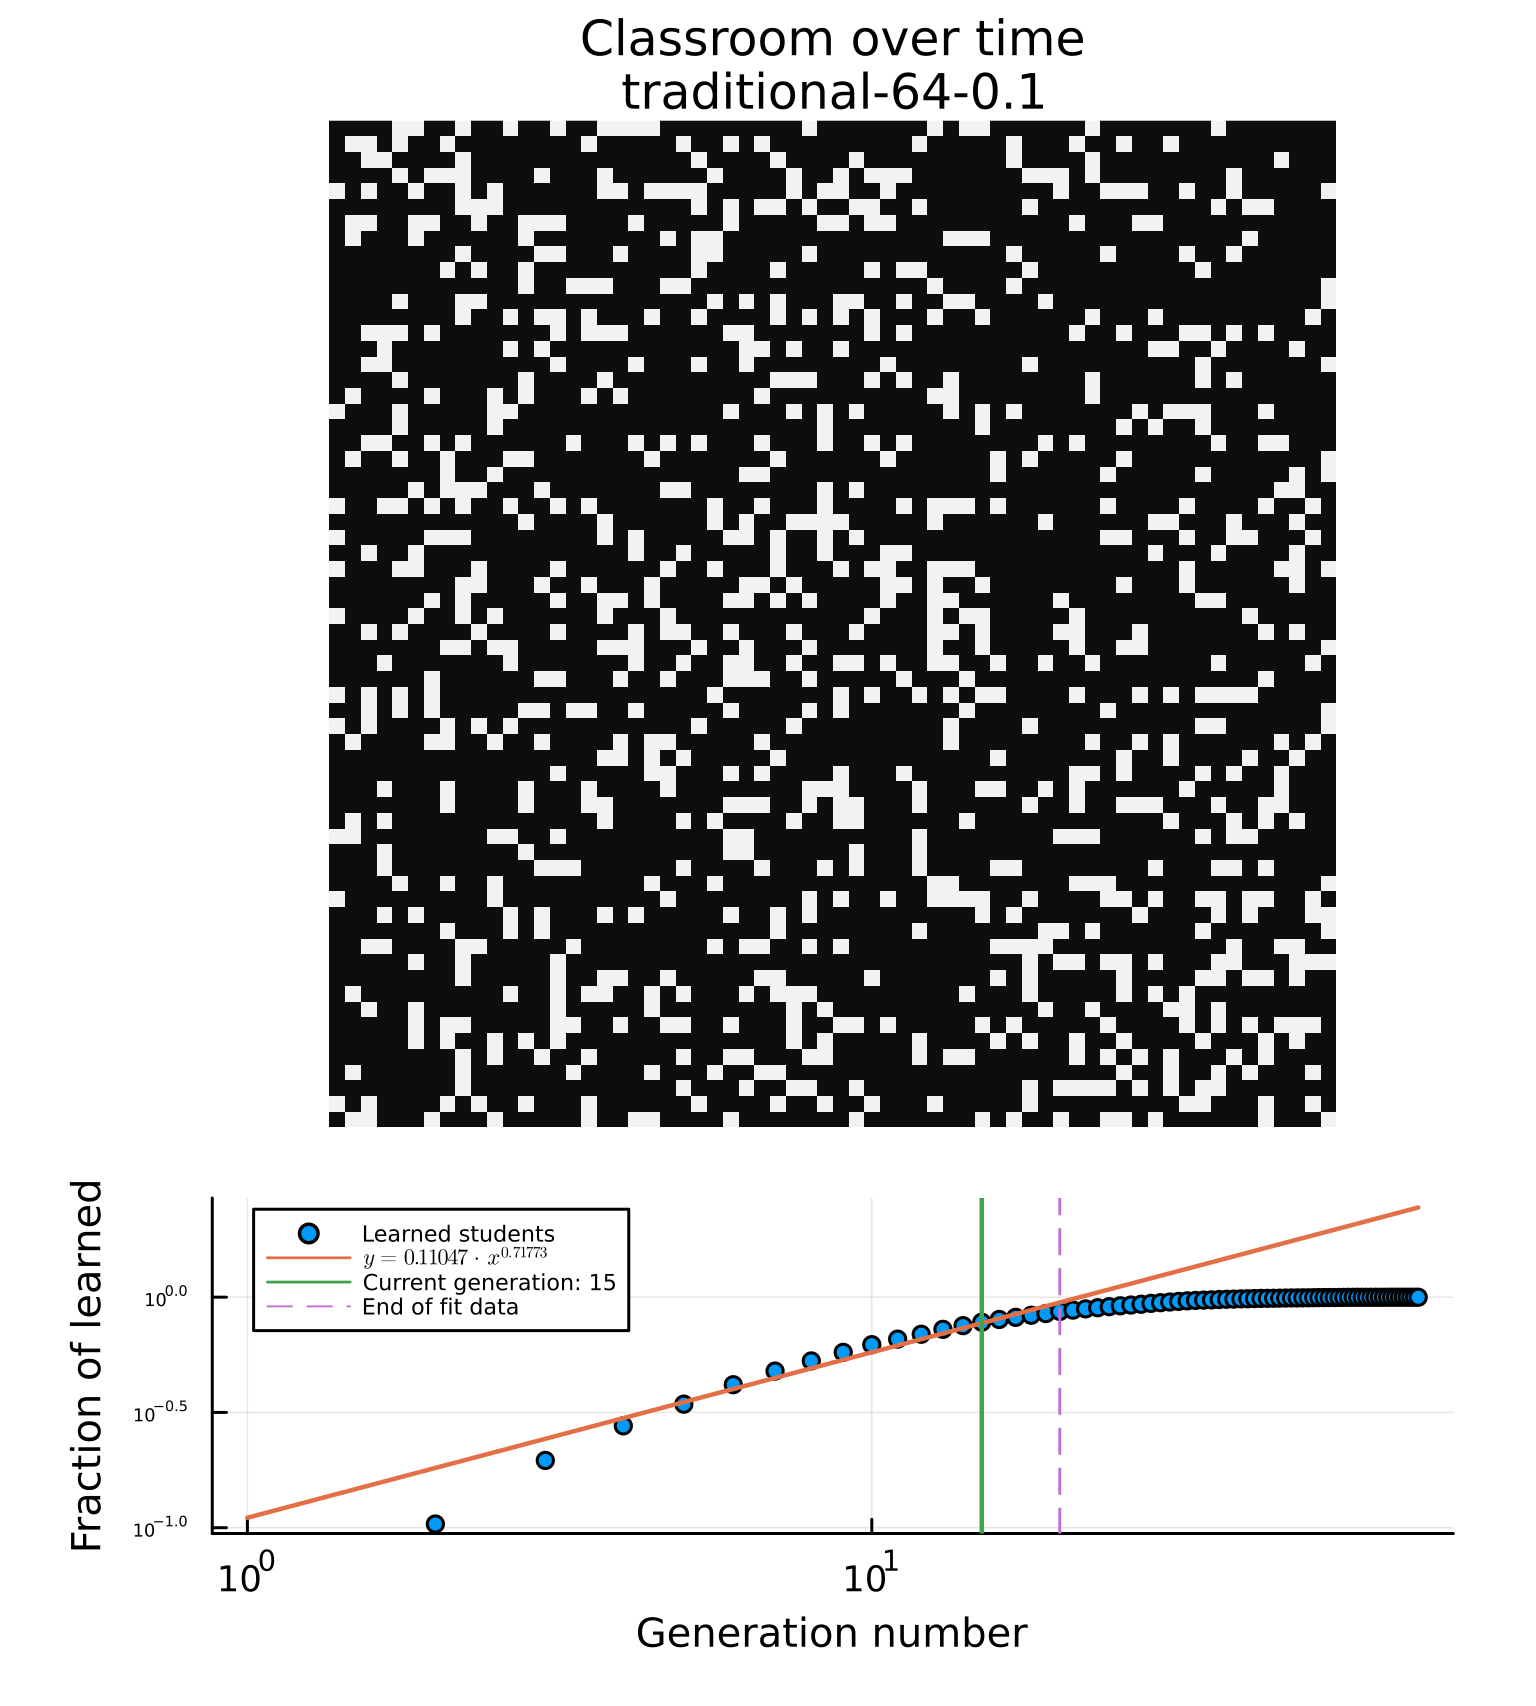 Classroom over time
traditional-64-0.1
Fraction of learned
Learned students
y = 0.11047 · x^0.71773
Current generation: 15
End of fit data
10^0.0
10^−0.5
10^−1.0
10^0
10^1
Generation number